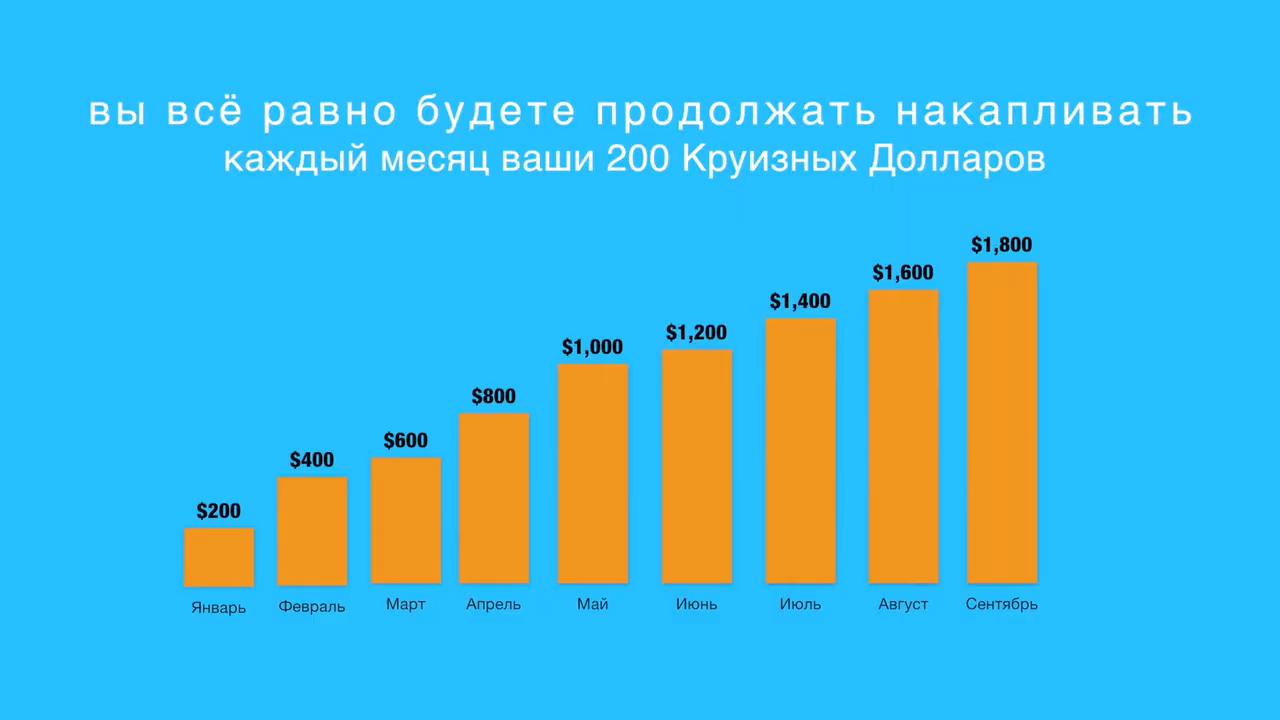 вы всё равно будете продолжать накапливать
каждый месяц ваши 200 Круизных Долларов
$200
$400
$600
$800
$1,000
$1,200
$1,400
$1,600
$1,800
Январь
Февраль
Март
Апрель
Май
Июнь
Июль
Август
Сентябрь